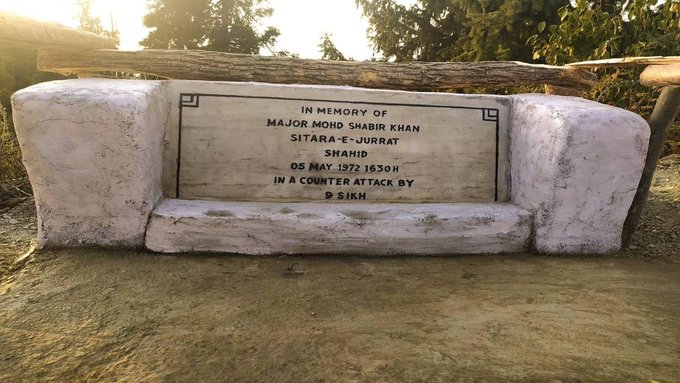 IN MEMORY OF
MAJOR MOHD SHABIR KHAN
SITARA-E-JURRAT
SHAHID
05 MAY 1972 1630H
IN A COUNTER ATTACK BY
9 SIKH